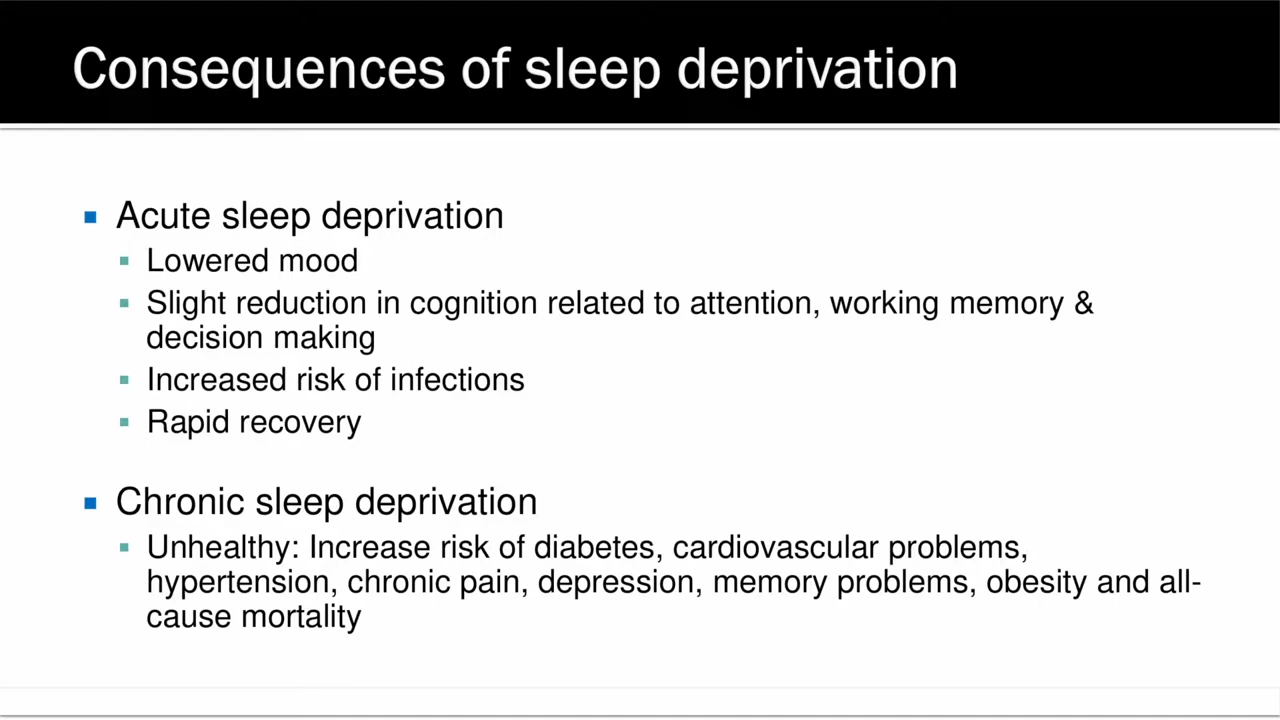 Consequences of sleep deprivation
Acute sleep deprivation
Lowered mood
Slight reduction in cognition related to attention, working memory &
decision making
Increased risk of infections
Rapid recovery
Chronic sleep deprivation
Unhealthy: Increase risk of diabetes, cardiovascular problems,
hypertension, chronic pain, depression, memory problems, obesity and all-
cause mortality